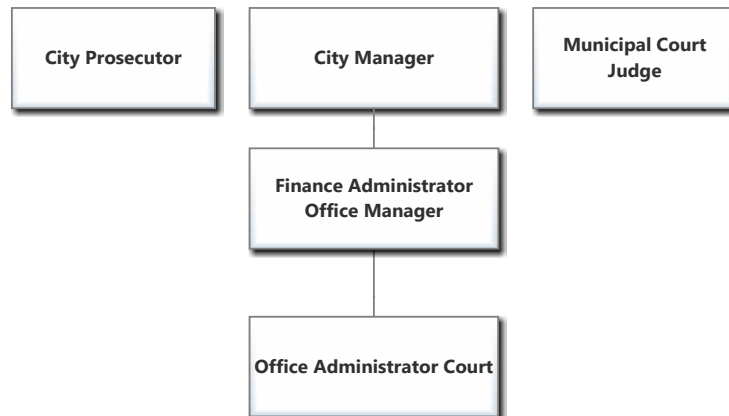 City Prosecutor
City Manager
Municipal Court
Judge
Finance Administrator
Office Manager
Office Administrator Court